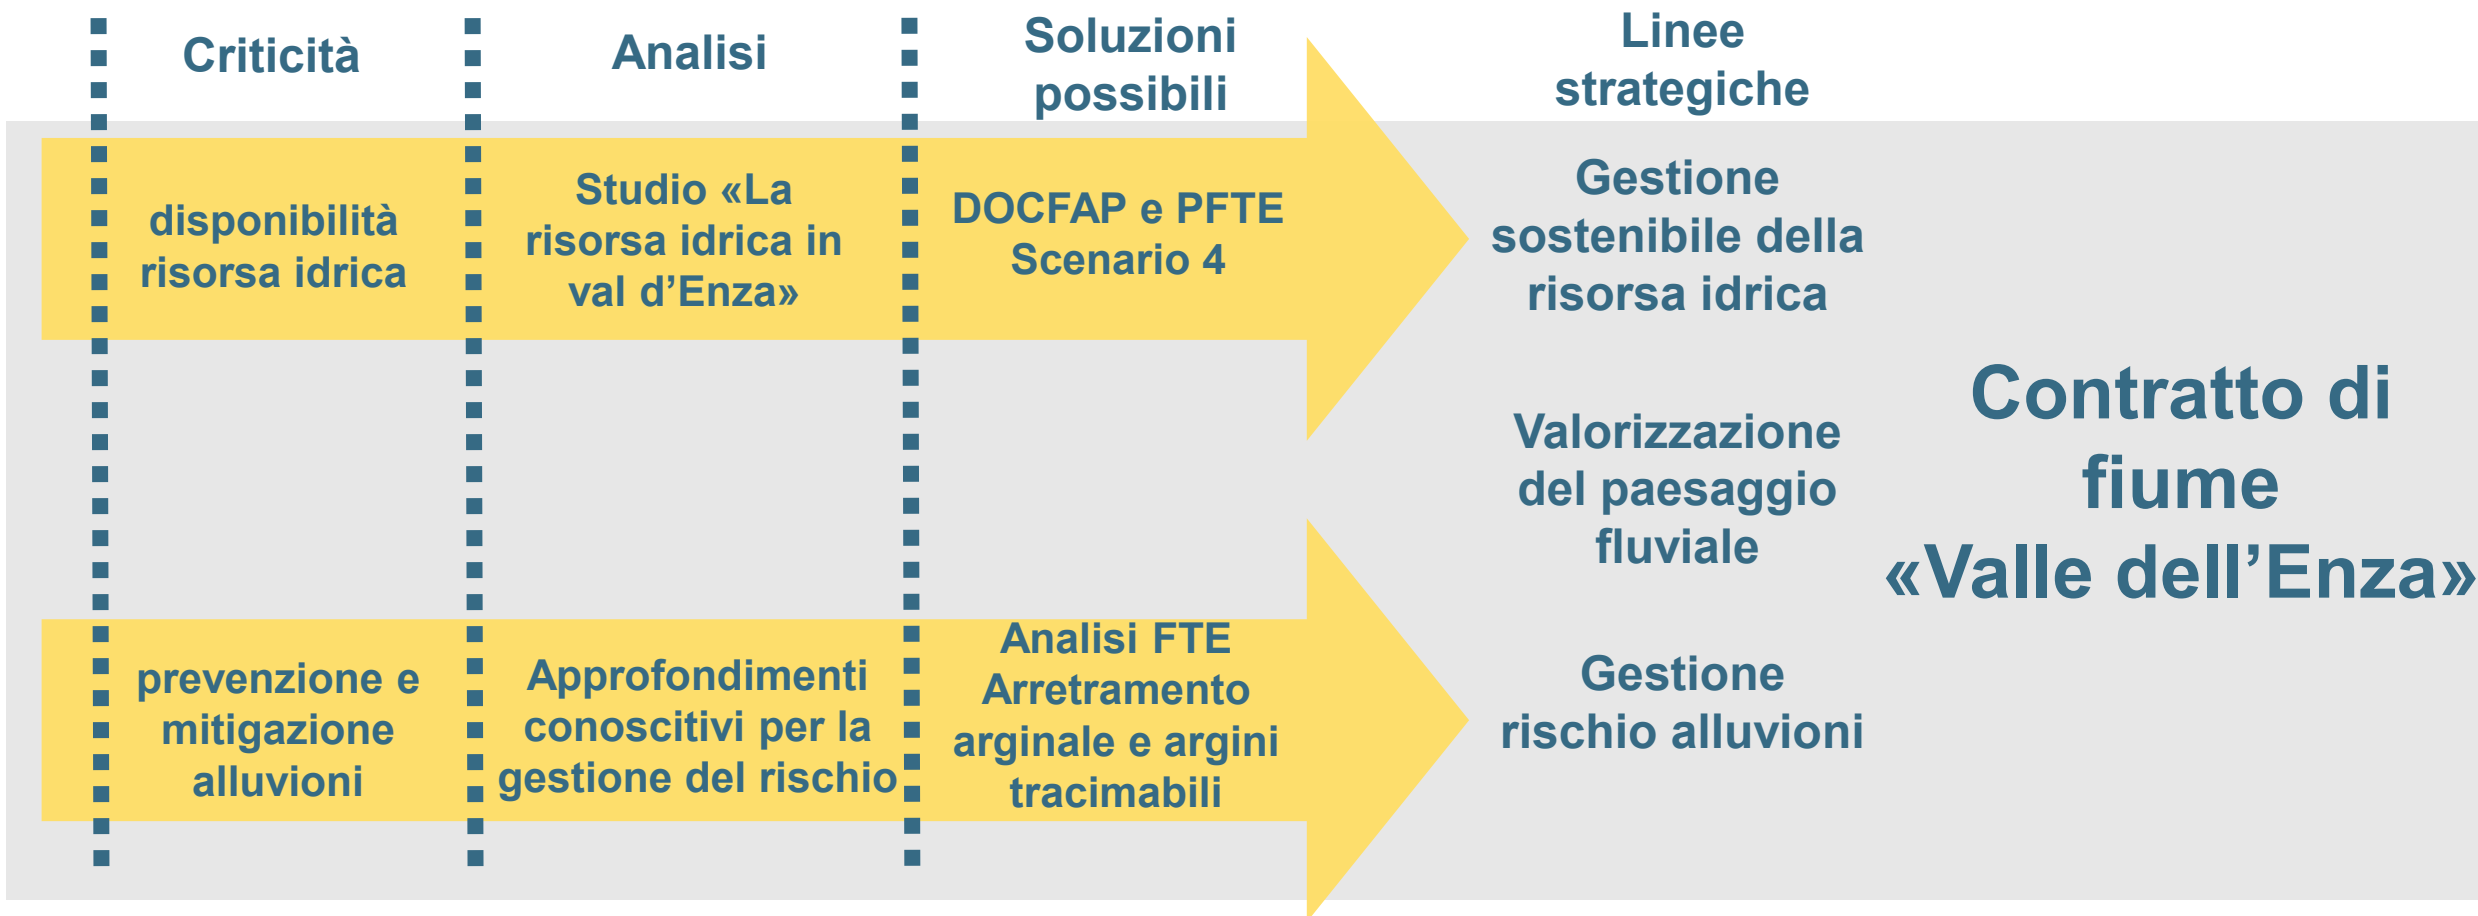 Criticità
Analisi
Soluzioni
possibili
Linee
strategiche
disponibilità
risorsa idrica
Studio «La
risorsa idrica in
val d’Enza»
DOCFAP e PFTE
Scenario 4
Gestione
sostenibile della
risorsa idrica
Valorizzazione
del paesaggio
fluviale
prevenzione e
mitigazione
alluvioni
Approfondimenti
conoscitivi per la
gestione del rischio
Analisi FTE
Arretramento
arginale e argini
tracimabili
Gestione
rischio alluvioni
Contratto di
fiume
«Valle dell’Enza»